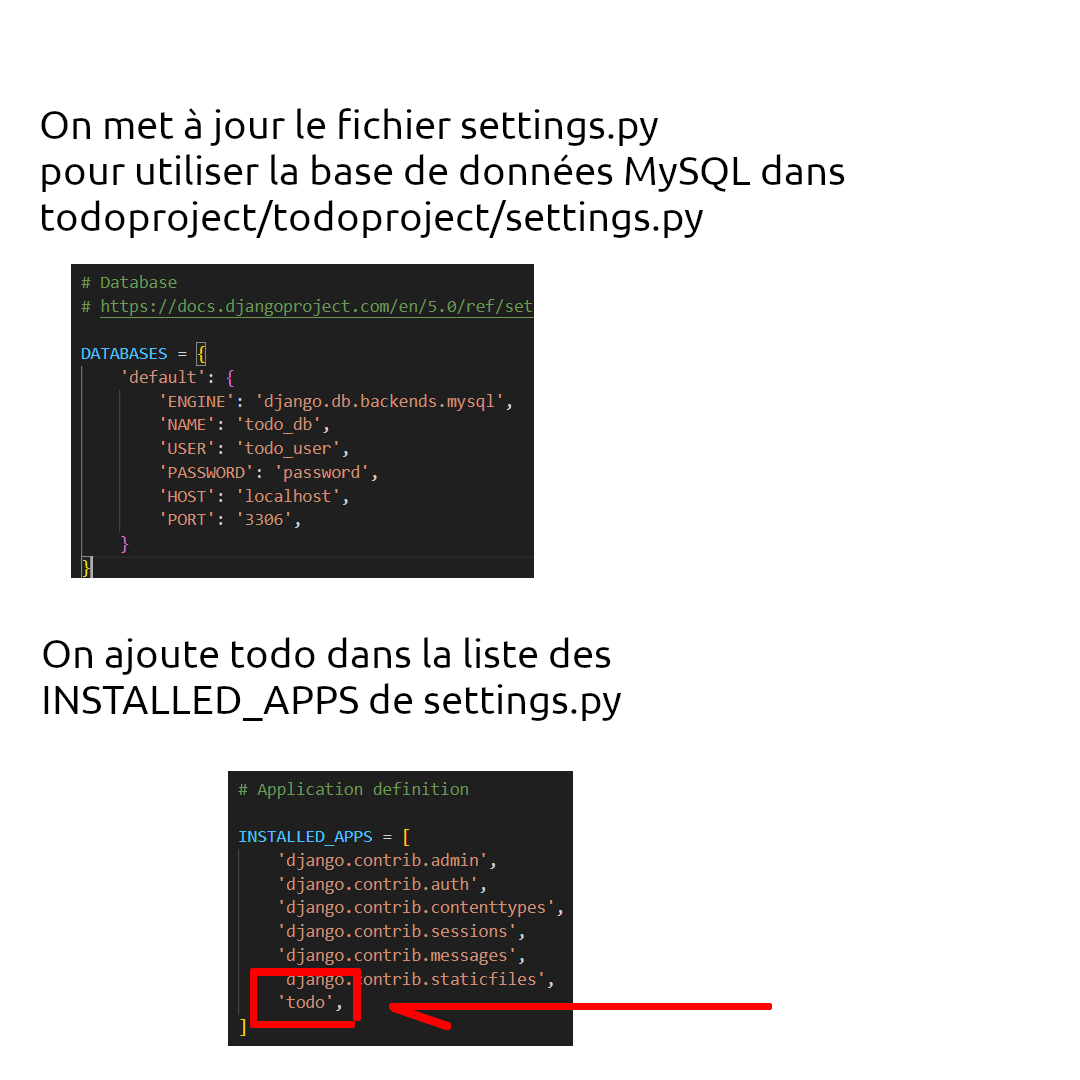 On met à jour le fichier settings.py
pour utiliser la base de données MySQL dans
todoproject/todoproject/settings.py
# Database
# https://docs.djangoproject.com/en/5.0/ref/set
DATABASES = {
'default': {
'ENGINE': 'django.db.backends.mysql',
'NAME': 'todo_db',
'USER': 'todo_user',
'PASSWORD': 'password',
'HOST': 'localhost',
'PORT': '3306',
}
}
On ajoute todo dans la liste des
INSTALLED_APPS de settings.py
# Application definition
INSTALLED_APPS = [
'django.contrib.admin',
'django.contrib.auth',
'django.contrib.contenttypes',
'django.contrib.sessions',
'django.contrib.messages',
django.contrib.staticfiles',
'todo',
]